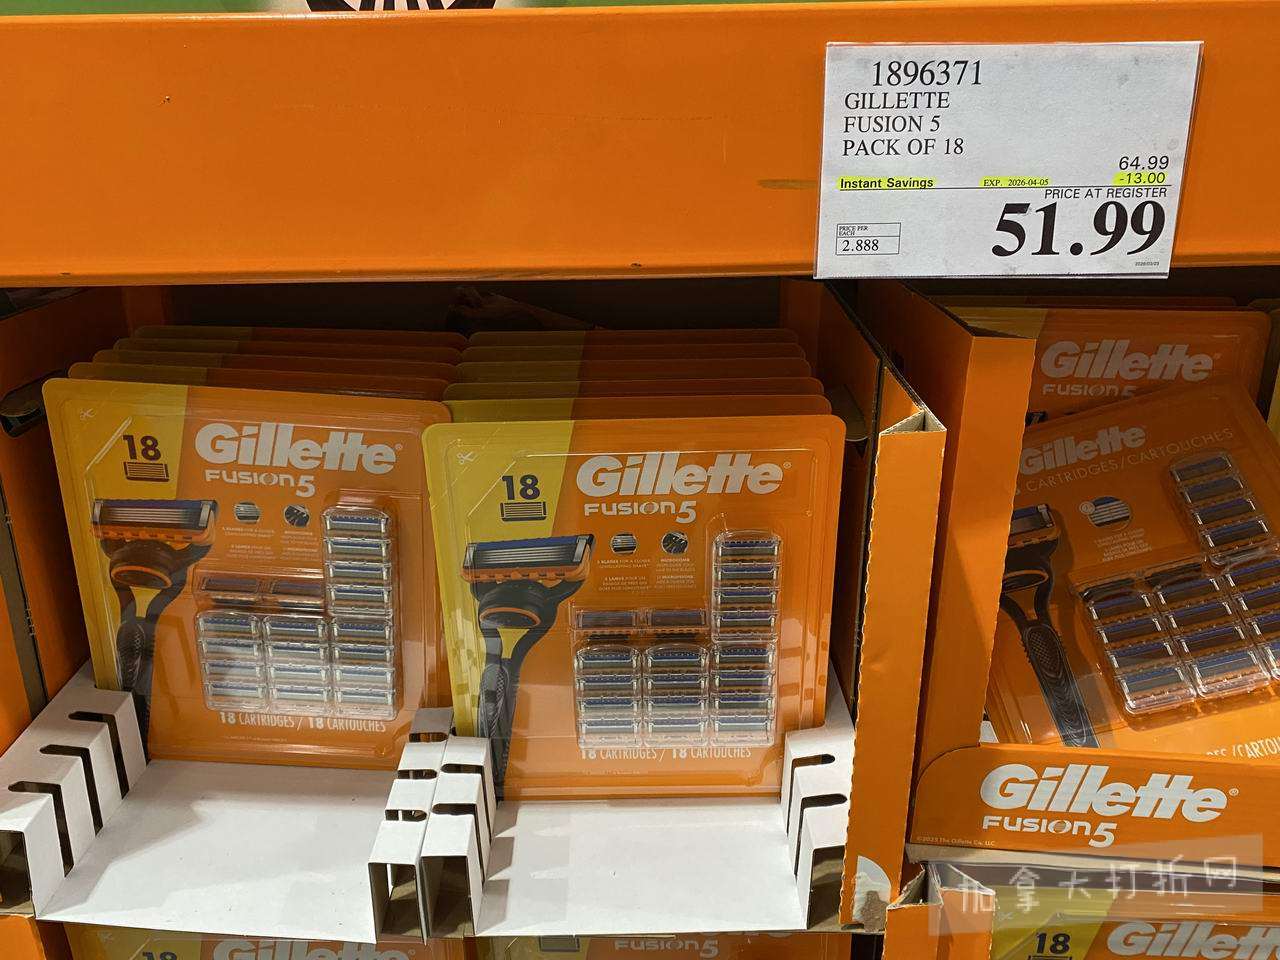 1896371
GILLETTE
FUSION 5
PACK OF 18
64.99
Instant Savings EXP. 2026-04-05 -13.00
PRICE AT REGISTER
51.99
PRICE PER
EACH
2.888
18
Gillette®
FUSION5
18 CARTRIDGES / 18 CARTOUCHES
18
Gillette®
FUSION5
18 CARTRIDGES / 18 CARTOUCHES
Gillette®
FUSION5
Gillette
CARTRIDGES/CARTOUCHES
Gillette®
FUSION5
加拿大打折网
18
Gillette
FUSION5
18
Gillette